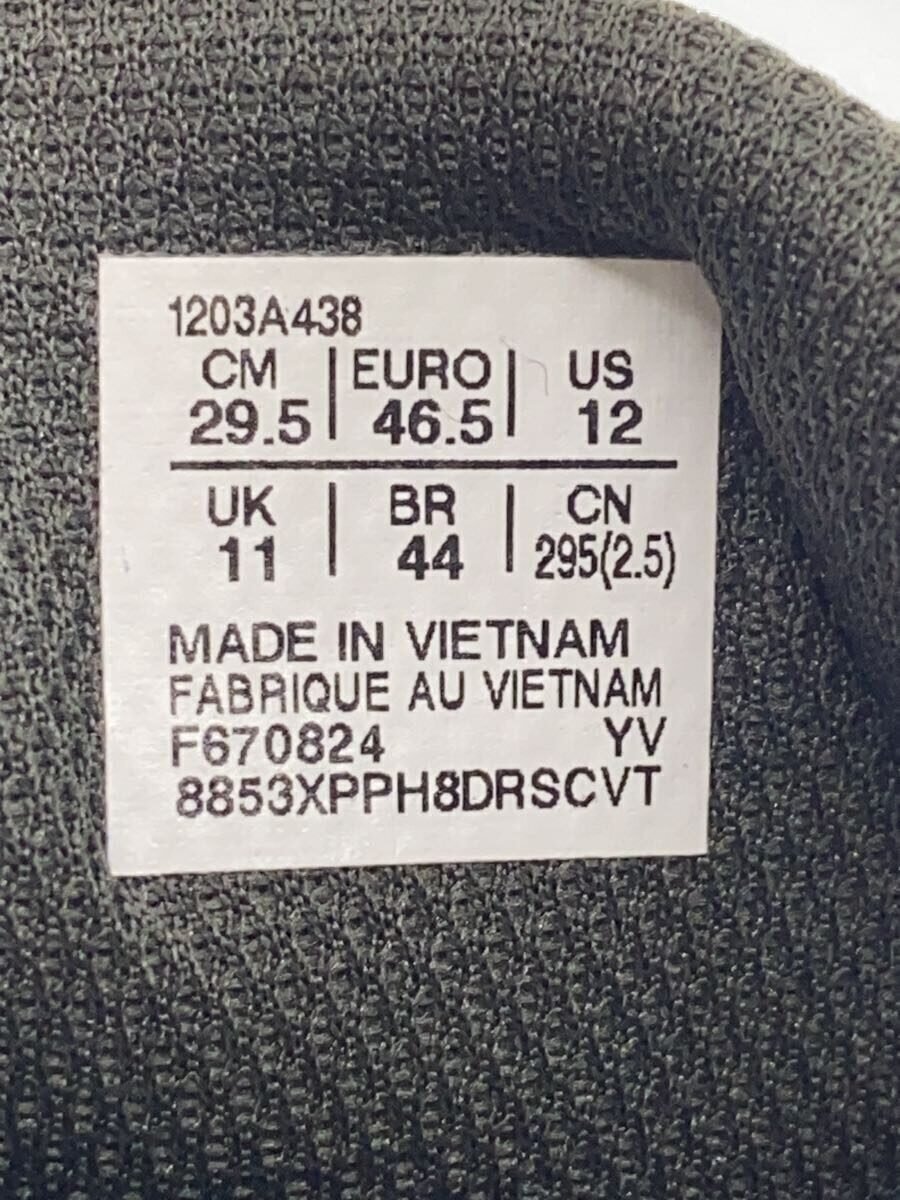 1203A438
CM | EURO | US
29.5 | 46.5 | 12
UK | BR | CN
11 | 44 | 295(2.5)
MADE IN VIETNAM
FABRIQUE AU VIETNAM
F670824 YV
8853XPPH8DRSCVT